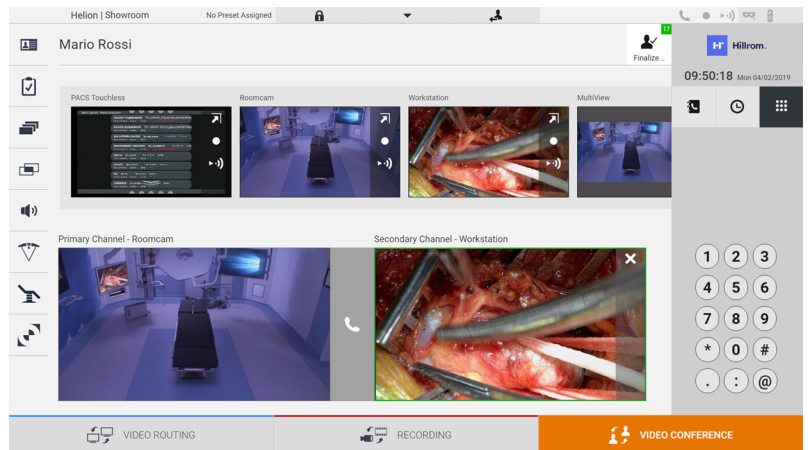 Helion | Showroom
No Preset Assigned
Mario Rossi
17
Finalize...
Hillrom.
09:50:18 Mon 04/02/2019
PACS Touchless
Roomcam
Workstation
MultiView
Primary Channel - Roomcam
Secondary Channel - Workstation
1 2 3
4 5 6
7 8 9
* 0 #
. : @
VIDEO ROUTING
RECORDING
VIDEO CONFERENCE